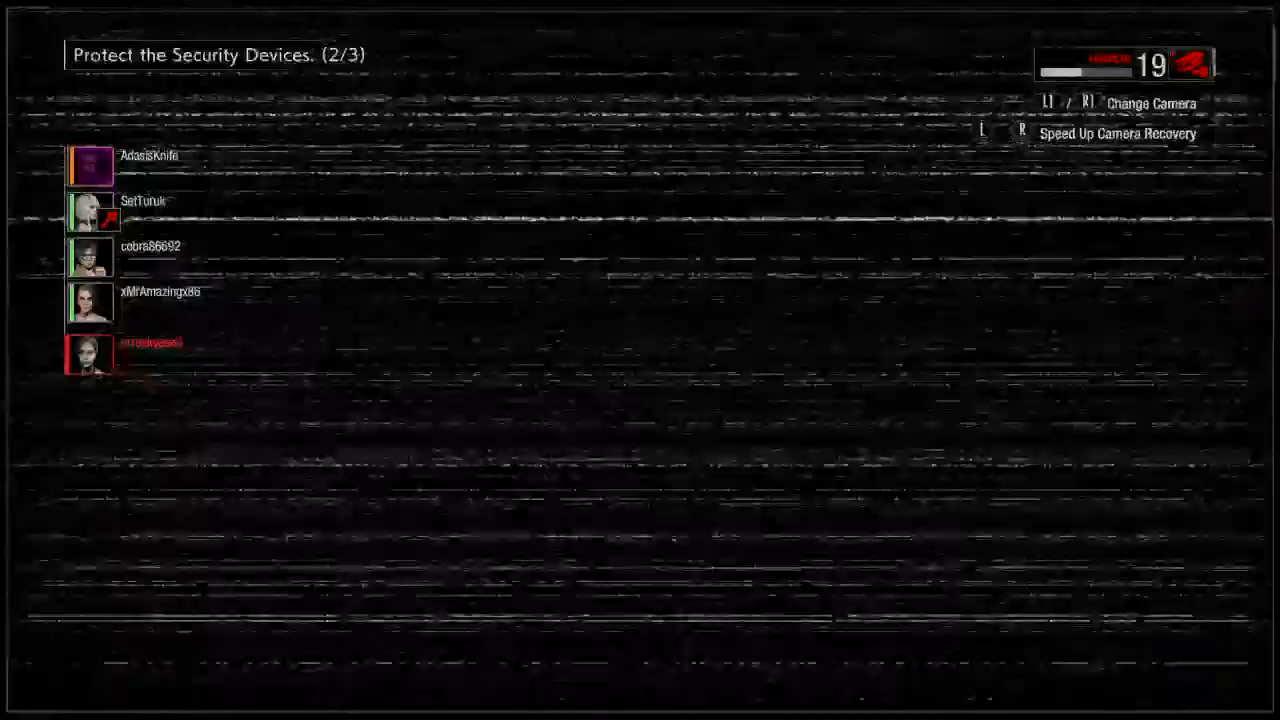 Protect the Security Devices. (2/3)
19
L1 / R1 Change Camera
L R Speed Up Camera Recovery
AdasisKnife
SetTuruk
cobra86692
xMrAmazingx86